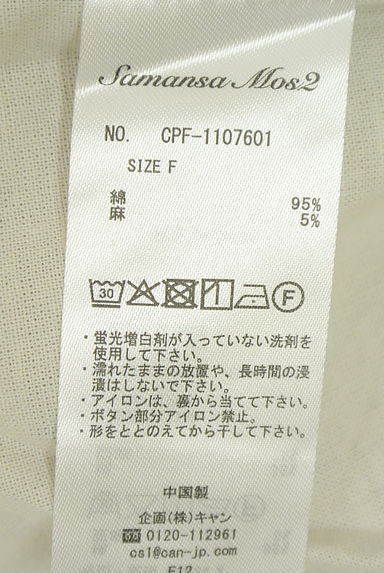 Samansa Mos2
NO. CPF-1107601
SIZE F
綿 95%
麻 5%
30 F
・蛍光増白剤が入っていない洗剤を
使用して下さい。
・濡れたままの放置や、長時間の浸
漬はしないで下さい。
・アイロンは、裏から当てて下さい。
・ボタン部分アイロン禁止。
・形をととのえてから干して下さい。
中国製
企画(株)キャン
0120-112961
cs1@can-jp.com
F12